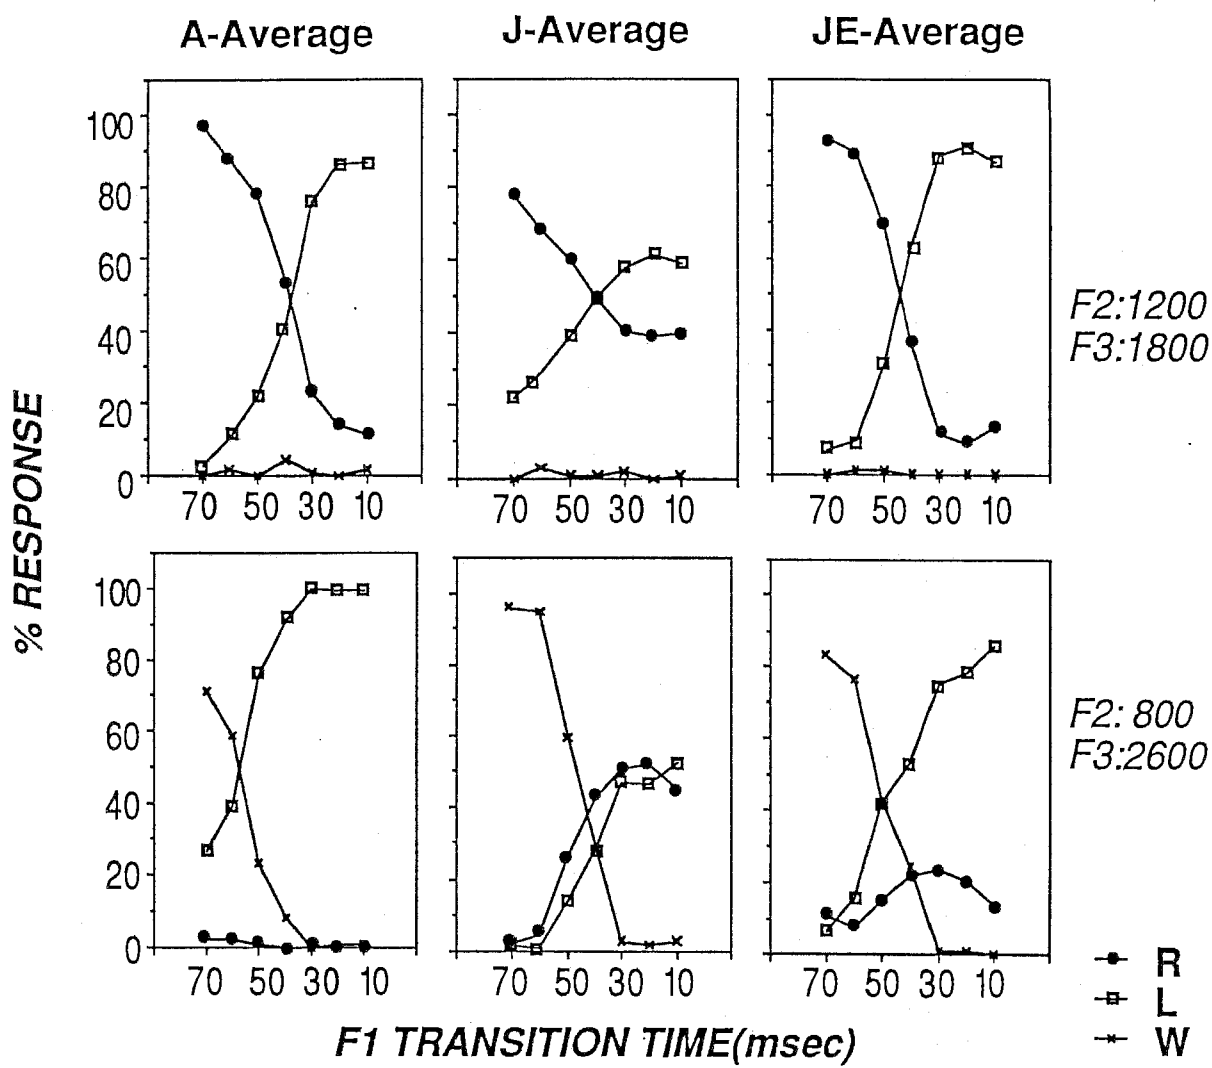 A-Average J-Average JE-Average
100
80
60
40
20
0
70 50 30 10
70 50 30 10
70 50 30 10
F2:1200
F3:1800
% RESPONSE
100
80
60
40
20
0
70 50 30 10
70 50 30 10
70 50 30 10
F2: 800
F3:2600
R
L
W
F1 TRANSITION TIME(msec)